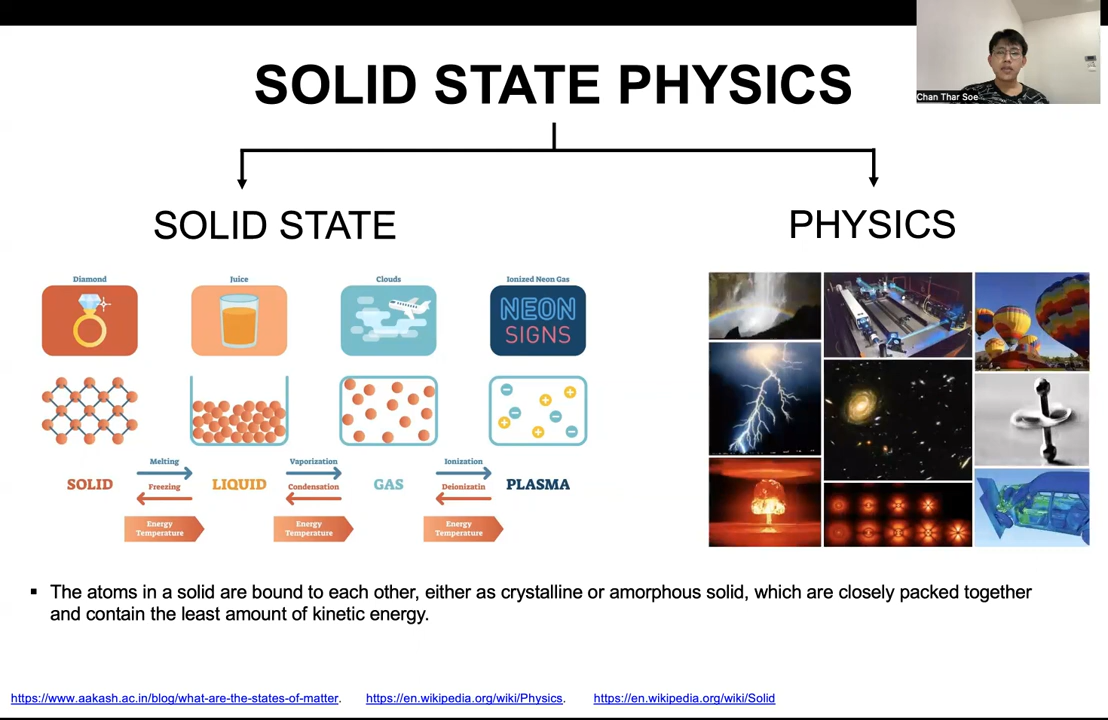 SOLID STATE PHYSICS
Chan Thar Soe
SOLID STATE
PHYSICS
Diamond
Juice
Clouds
Ionized Neon Gas
NEON
SIGNS
Melting
Vaporization
Ionization
SOLID
LIQUID
GAS
PLASMA
Freezing
Condensation
Deionizatin
Energy
Temperature
Energy
Temperature
Energy
Temperature
▪ The atoms in a solid are bound to each other, either as crystalline or amorphous solid, which are closely packed together
and contain the least amount of kinetic energy.
https://www.aakash.ac.in/blog/what-are-the-states-of-matter. https://en.wikipedia.org/wiki/Physics. https://en.wikipedia.org/wiki/Solid